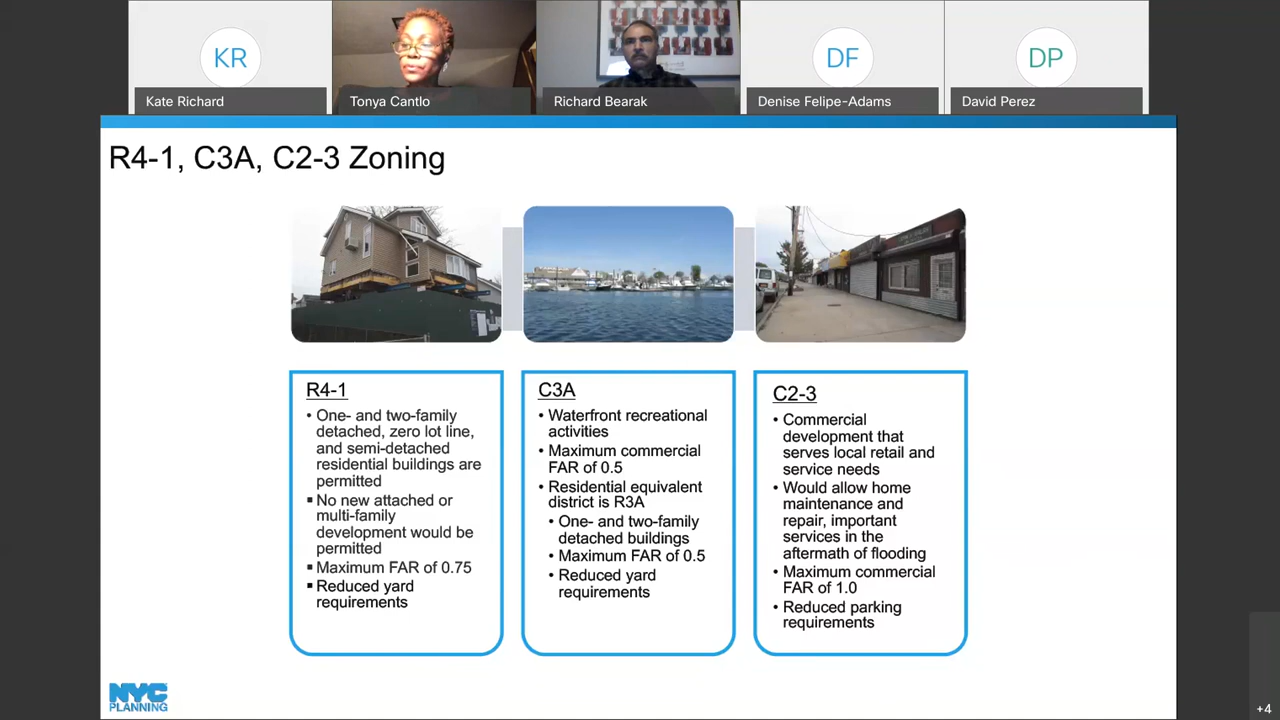 KR
DF
DP
Kate Richard
Tonya Cantlo
Richard Bearak
Denise Felipe-Adams
David Perez
R4-1, C3A, C2-3 Zoning
R4-1
• One- and two-family
detached, zero lot line,
and semi-detached
residential buildings are
permitted
▪ No new attached or
multi-family
development would be
permitted
▪ Maximum FAR of 0.75
▪ Reduced yard
requirements
C3A
• Waterfront recreational
activities
• Maximum commercial
FAR of 0.5
• Residential equivalent
district is R3A
• One- and two-family
detached buildings
• Maximum FAR of 0.5
• Reduced yard
requirements
C2-3
• Commercial
development that
serves local retail and
service needs
• Would allow home
maintenance and
repair, important
services in the
aftermath of flooding
• Maximum commercial
FAR of 1.0
• Reduced parking
requirements
NYC
PLANNING
+4